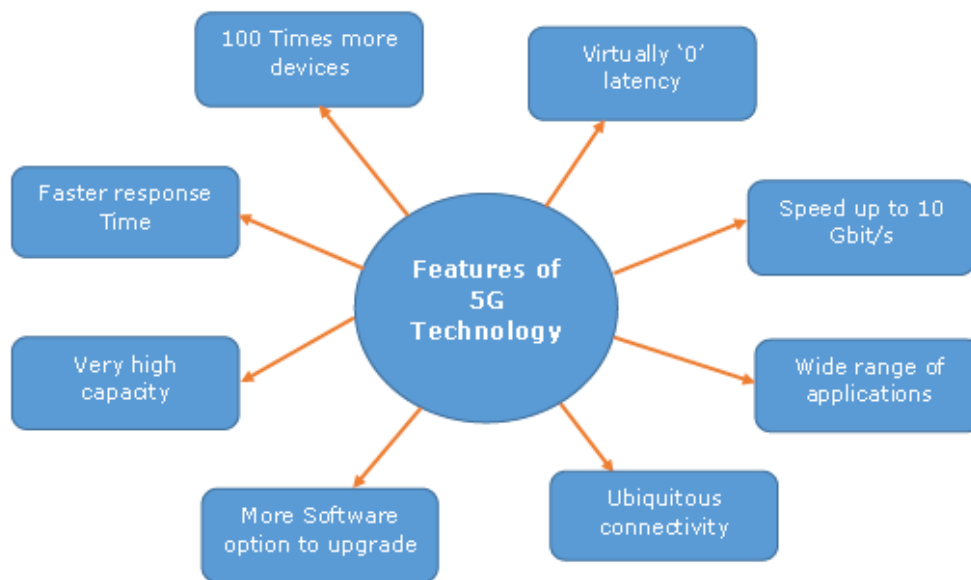 100 Times more
devices
Virtually ‘0’
latency
Faster response
Time
Speed up to 10
Gbit/s
Features of
5G
Technology
Very high
capacity
Wide range of
applications
More Software
option to upgrade
Ubiquitous
connectivity